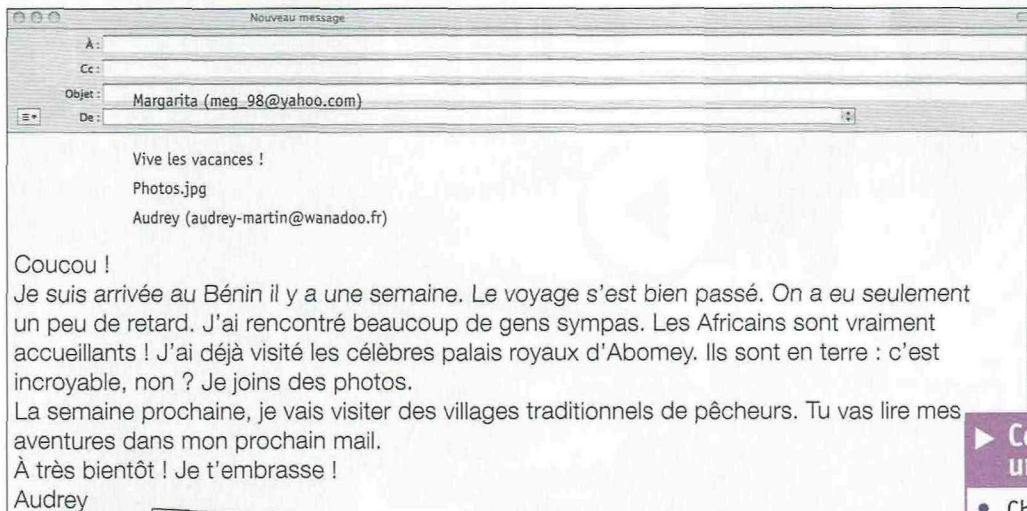 Nouveau message
À :
Cc :
Objet :
Margarita (meg_98@yahoo.com)
De :
Vive les vacances !
Photos.jpg
Audrey (audrey-martin@wanadoo.fr)
Coucou !
Je suis arrivée au Bénin il y a une semaine. Le voyage s'est bien passé. On a eu seulement
un peu de retard. J'ai rencontré beaucoup de gens sympas. Les Africains sont vraiment
accueillants ! J'ai déjà visité les célèbres palais royaux d'Abomey. Ils sont en terre : c'est
incroyable, non ? Je joins des photos.
La semaine prochaine, je vais visiter des villages traditionnels de pêcheurs. Tu vas lire mes
aventures dans mon prochain mail.
À très bientôt ! Je t'embrasse !
Audrey